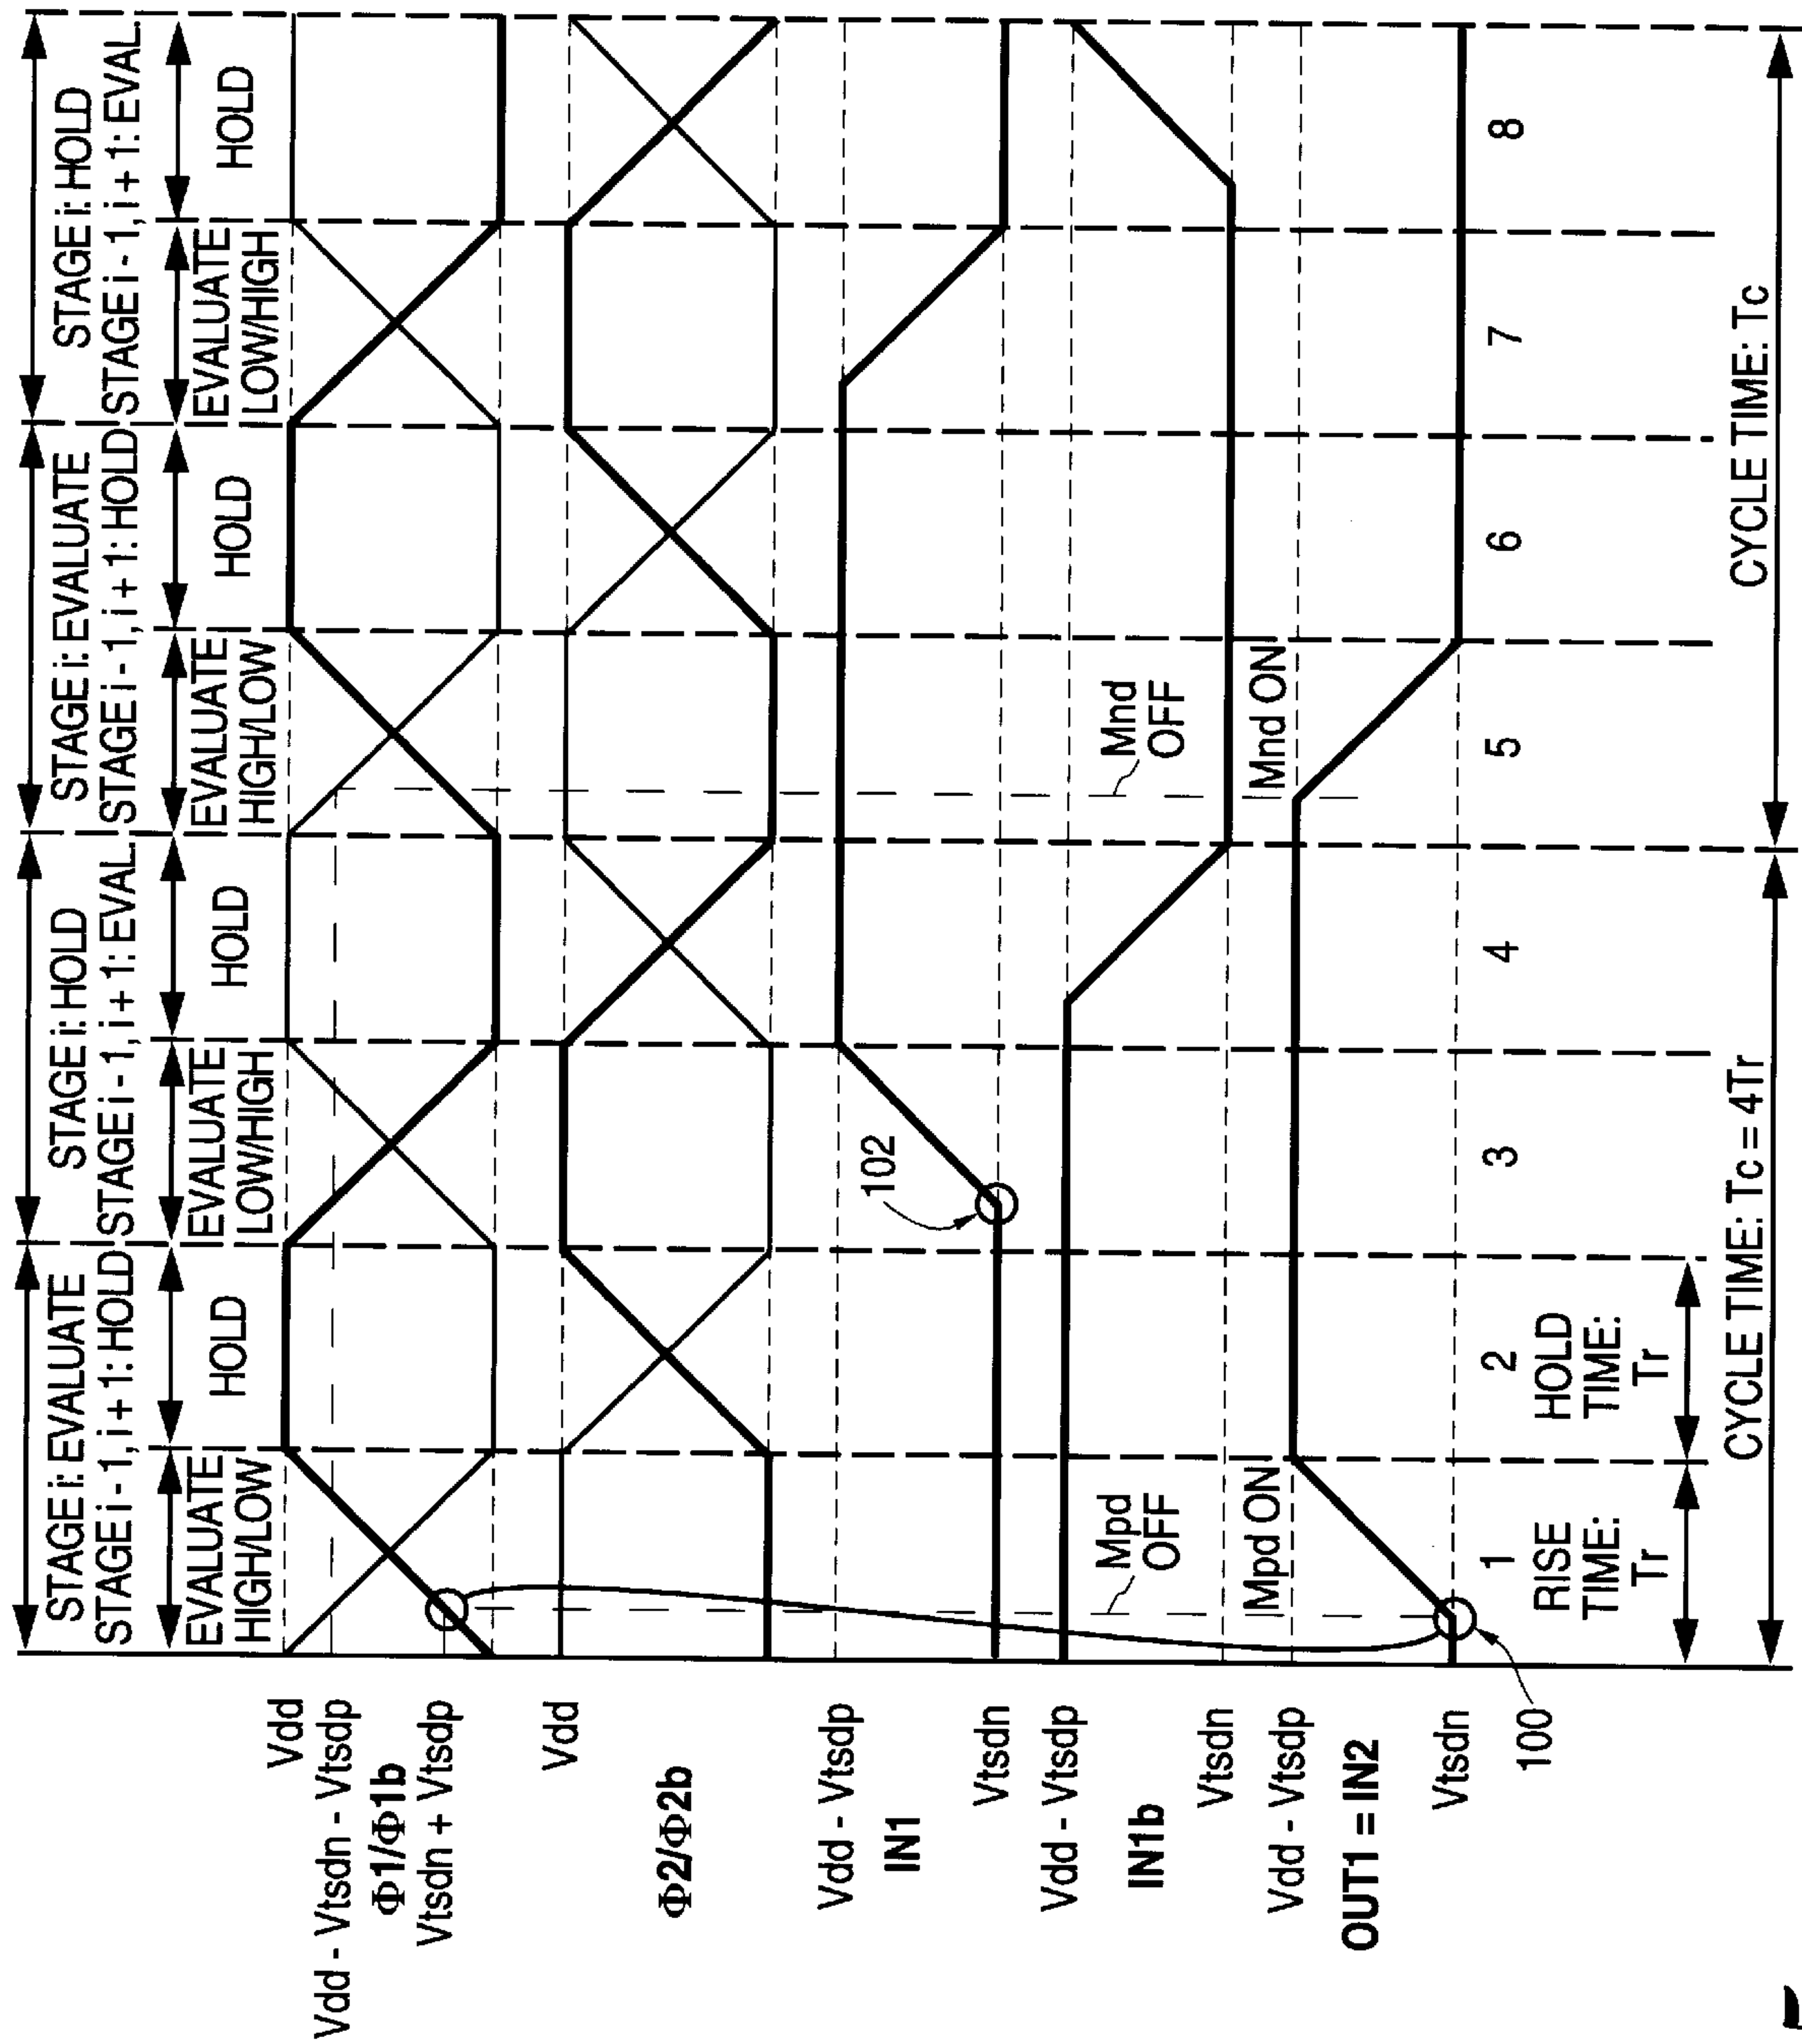 STAGE i: EVALUATE
STAGE i - 1, i + 1: HOLD
STAGE i: HOLD
STAGE i - 1, i + 1: EVAL.
STAGE i: EVALUATE
STAGE i - 1, i + 1: HOLD
STAGE i: HOLD
STAGE i - 1, i + 1: EVAL.
EVALUATE
HIGH/LOW
HOLD
EVALUATE
LOW/HIGH
HOLD
EVALUATE
HIGH/LOW
HOLD
EVALUATE
LOW/HIGH
HOLD
Vdd
Vdd - Vtsdn - Vtsdp
Φ1/Φ1b
Vtsdn + Vtsdp
Vdd
Φ2/Φ2b
Vdd - Vtsdp
IN1
102
Vtsdn
Vdd - Vtsdp
IN1b
Mpd
OFF
Mnd
OFF
Vtsdn
Mpd ON
Mnd ON
Vdd - Vtsdp
OUT1 = IN2
Vtsdn
100
1
2
3
4
5
6
7
8
RISE
TIME:
Tr
HOLD
TIME:
Tr
CYCLE TIME: Tc = 4Tr
CYCLE TIME: Tc